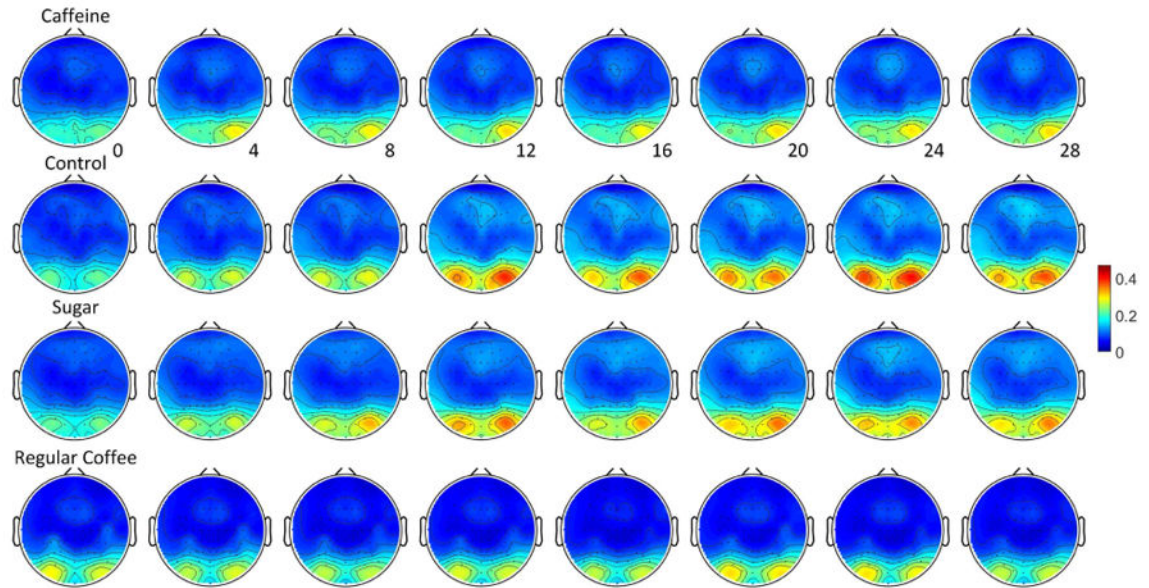 Caffeine
0 4 8 12 16 20 24 28
Control
0.4
0.2
0
Sugar
Regular Coffee